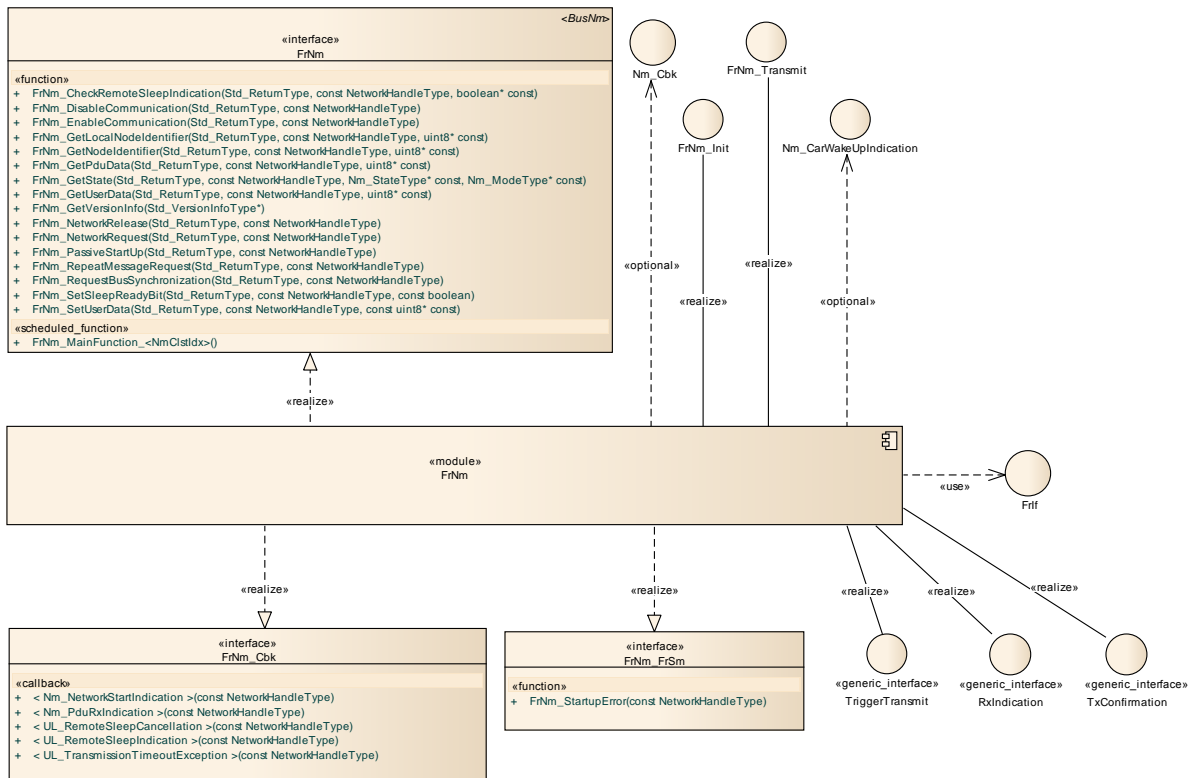 <BusNm>
«interface»
FrNm
«function»
+ FrNm_CheckRemoteSleepIndication(Std_ReturnType, const NetworkHandleType, boolean* const)
+ FrNm_DisableCommunication(Std_ReturnType, const NetworkHandleType)
+ FrNm_EnableCommunication(Std_ReturnType, const NetworkHandleType)
+ FrNm_GetLocalNodeIdentifier(Std_ReturnType, const NetworkHandleType, uint8* const)
+ FrNm_GetNodeIdentifier(Std_ReturnType, const NetworkHandleType, uint8* const)
+ FrNm_GetPduData(Std_ReturnType, const NetworkHandleType, uint8* const)
+ FrNm_GetState(Std_ReturnType, const NetworkHandleType, Nm_StateType* const, Nm_ModeType* const)
+ FrNm_GetUserData(Std_ReturnType, const NetworkHandleType, uint8* const)
+ FrNm_GetVersionInfo(Std_VersionInfoType*)
+ FrNm_NetworkRelease(Std_ReturnType, const NetworkHandleType)
+ FrNm_NetworkRequest(Std_ReturnType, const NetworkHandleType)
+ FrNm_PassiveStartUp(Std_ReturnType, const NetworkHandleType)
+ FrNm_RepeatMessageRequest(Std_ReturnType, const NetworkHandleType)
+ FrNm_RequestBusSynchronization(Std_ReturnType, const NetworkHandleType)
+ FrNm_SetSleepReadyBit(Std_ReturnType, const NetworkHandleType, const boolean)
+ FrNm_SetUserData(Std_ReturnType, const NetworkHandleType, const uint8* const)
«scheduled_function»
+ FrNm_MainFunction_<NmClstIdx>()
Nm_Cbk
FrNm_Transmit
FrNm_Init
Nm_CarWakeUpIndication
«optional»
«realize»
«realize»
«optional»
«realize»
«module»
FrNm
«use»
FrIf
«realize»
«realize»
«realize»
«realize»
«realize»
«interface»
FrNm_Cbk
«callback»
+ < Nm_NetworkStartIndication >(const NetworkHandleType)
+ < Nm_PduRxIndication >(const NetworkHandleType)
+ < UL_RemoteSleepCancellation >(const NetworkHandleType)
+ < UL_RemoteSleepIndication >(const NetworkHandleType)
+ < UL_TransmissionTimeoutException >(const NetworkHandleType)
«interface»
FrNm_FrSm
«function»
+ FrNm_StartupError(const NetworkHandleType)
«generic_interface»
TriggerTransmit
«generic_interface»
RxIndication
«generic_interface»
TxConfirmation